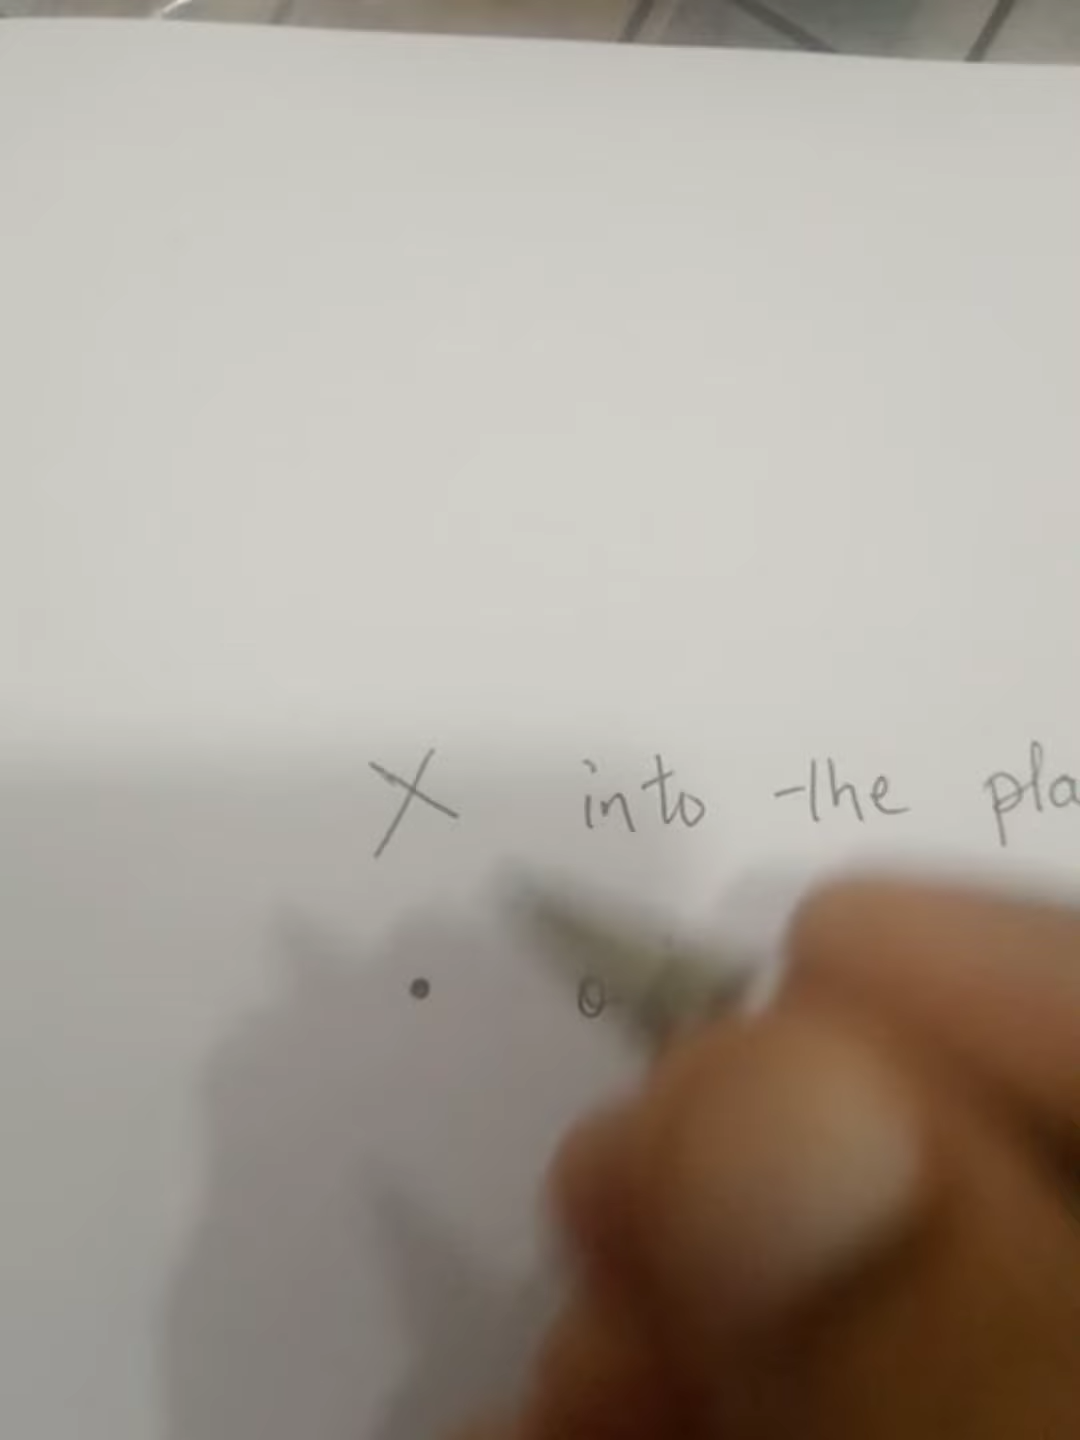 X into the pla
• o